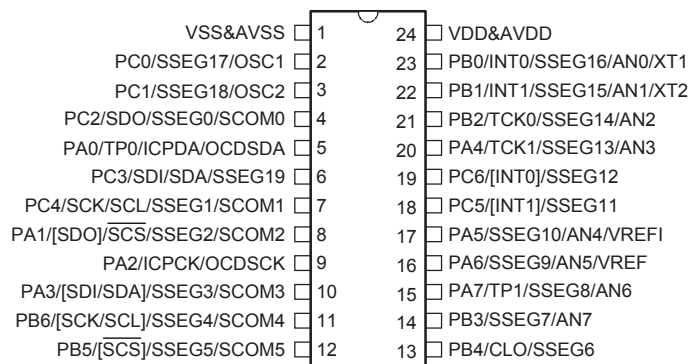 VSS&AVSS 1 24 VDD&AVDD
PC0/SSEG17/OSC1 2 23 PB0/INT0/SSEG16/AN0/XT1
PC1/SSEG18/OSC2 3 22 PB1/INT1/SSEG15/AN1/XT2
PC2/SDO/SSEG0/SCOM0 4 21 PB2/TCK0/SSEG14/AN2
PA0/TP0/ICPDA/OCDSDA 5 20 PA4/TCK1/SSEG13/AN3
PC3/SDI/SDA/SSEG19 6 19 PC6/[INT0]/SSEG12
PC4/SCK/SCL/SSEG1/SCOM1 7 18 PC5/[INT1]/SSEG11
PA1/[SDO]/S̅C̅S̅/SSEG2/SCOM2 8 17 PA5/SSEG10/AN4/VREFI
PA2/ICPCK/OCDSCK 9 16 PA6/SSEG9/AN5/VREF
PA3/[SDI/SDA]/SSEG3/SCOM3 10 15 PA7/TP1/SSEG8/AN6
PB6/[SCK/SCL]/SSEG4/SCOM4 11 14 PB3/SSEG7/AN7
PB5/[S̅C̅S̅]/SSEG5/SCOM5 12 13 PB4/CLO/SSEG6